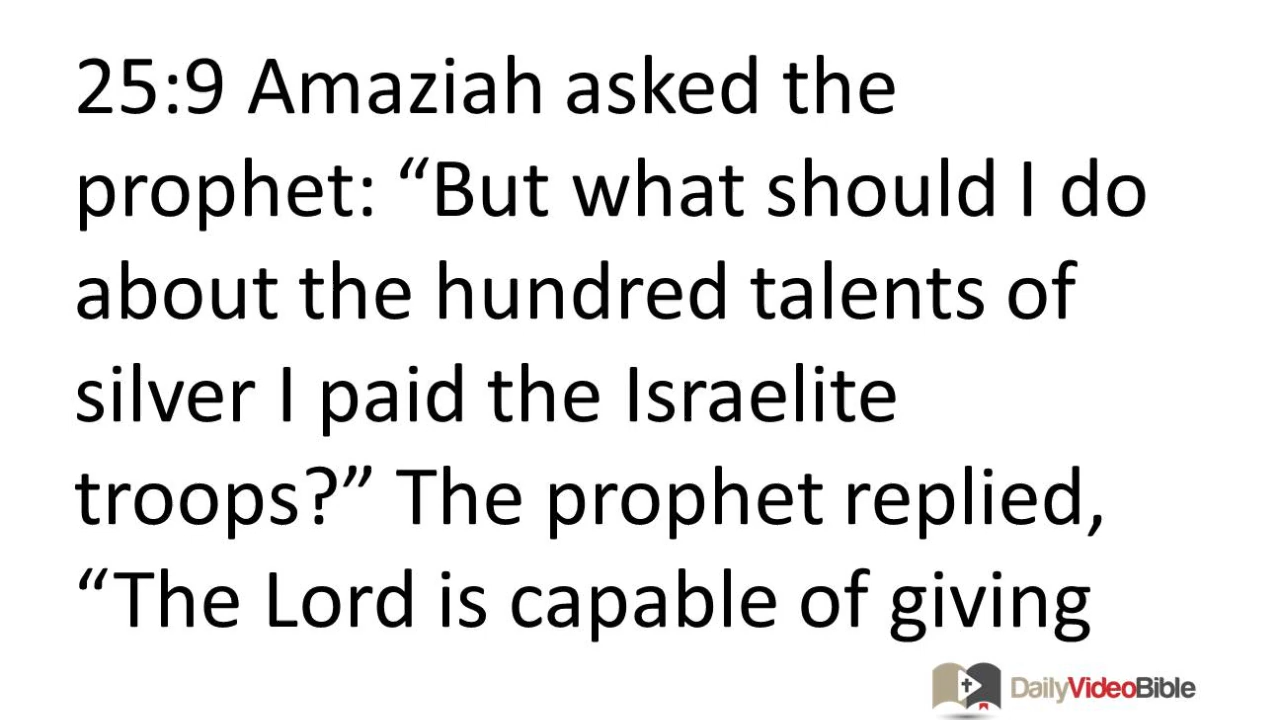 25:9 Amaziah asked the
prophet: “But what should I do
about the hundred talents of
silver I paid the Israelite
troops?” The prophet replied,
“The Lord is capable of giving
DailyVideoBible